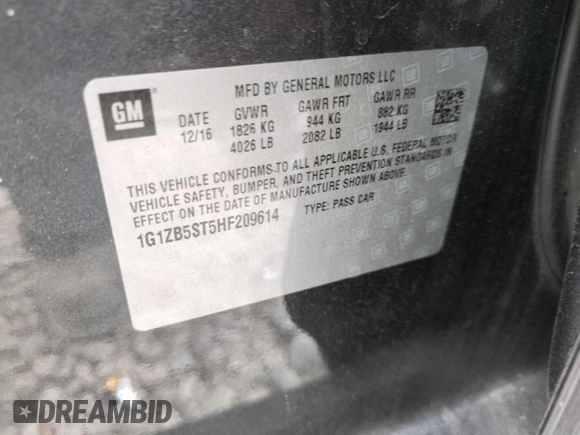 MFD BY GENERAL MOTORS LLC
GM
DATE GVWR GAWR FRT GAWR RR
12/16 1826 KG 944 KG 882 KG
4026 LB 2082 LB 1944 LB
THIS VEHICLE CONFORMS TO ALL APPLICABLE U.S. FEDERAL MOTOR
VEHICLE SAFETY, BUMPER, AND THEFT PREVENTION STANDARDS IN
EFFECT ON THE DATE OF MANUFACTURE SHOWN ABOVE.
1G1ZB5ST5HF209614 TYPE: PASS CAR
DREAMBID